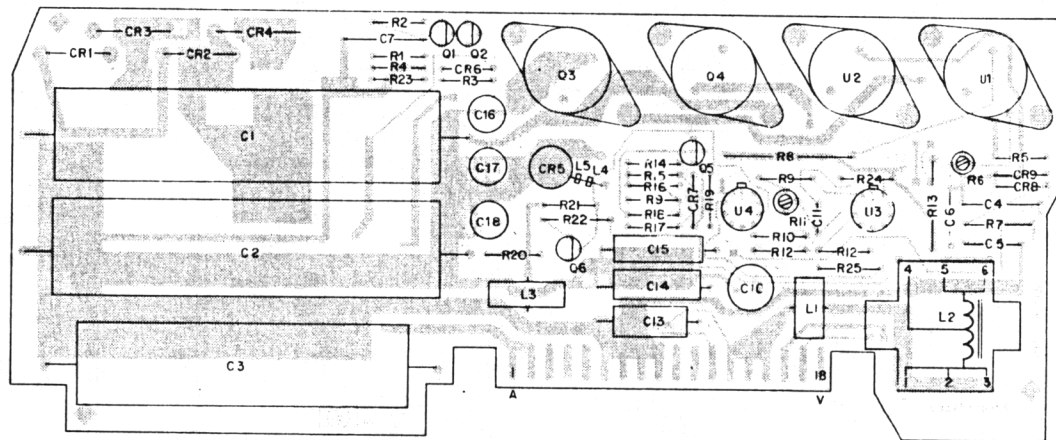 R2
CR3
CR4
C7
Q1
Q2
CR1
CR2
R1
R4
R23
CR6
R3
Q3
Q4
U2
U1
C1
C16
C17
CR5
L5
L4
R14
R15
R16
R9
R18
R17
CR7
Q5
R19
R8
R9
R24
R6
R5
CR9
CR8
C4
R7
C5
R13
C6
U4
R11
C11
U3
C2
C18
R21
R22
R20
Q6
C15
R10
R12
R12
R25
L3
C14
C10
L1
C13
4
5
6
L2
1
2
3
C3
A
18
V